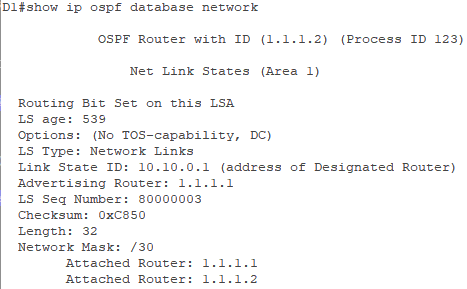 D1#show ip ospf database network
OSPF Router with ID (1.1.1.2) (Process ID 123)
Net Link States (Area 1)
Routing Bit Set on this LSA
LS age: 539
Options: (No TOS-capability, DC)
LS Type: Network Links
Link State ID: 10.10.0.1 (address of Designated Router)
Advertising Router: 1.1.1.1
LS Seq Number: 80000003
Checksum: 0xC850
Length: 32
Network Mask: /30
Attached Router: 1.1.1.1
Attached Router: 1.1.1.2